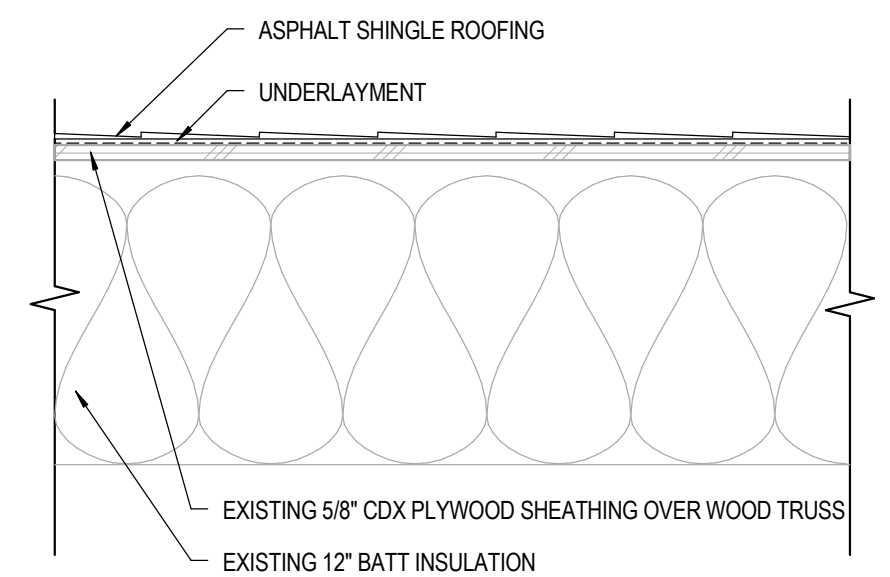 ASPHALT SHINGLE ROOFING
UNDERLAYMENT
EXISTING 5/8" CDX PLYWOOD SHEATHING OVER WOOD TRUSS
EXISTING 12" BATT INSULATION